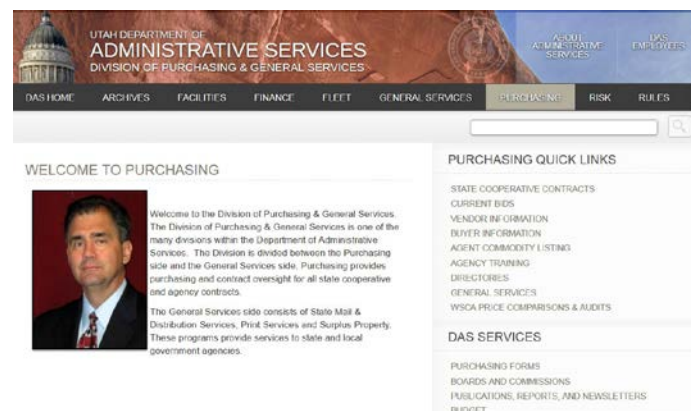 UTAH DEPARTMENT OF
ADMINISTRATIVE SERVICES
DIVISION OF PURCHASING & GENERAL SERVICES
ABOUT
ADMINISTRATIVE
SERVICES
DAS
EMPLOYEES
DAS HOME
ARCHIVES
FACILITIES
FINANCE
FLEET
GENERAL SERVICES
PURCHASING
RISK
RULES
WELCOME TO PURCHASING
Welcome to the Division of Purchasing & General Services.
The Division of Purchasing & General Services is one of the
many divisions within the Department of Administrative
Services. The Division is divided between the Purchasing
side and the General Services side. Purchasing provides
purchasing and contract oversight for all state cooperative
and agency contracts.
The General Services side consists of State Mail &
Distribution Services, Print Services and Surplus Property.
These programs provide services to state and local
government agencies.
PURCHASING QUICK LINKS
STATE COOPERATIVE CONTRACTS
CURRENT BIDS
VENDOR INFORMATION
BUYER INFORMATION
AGENT COMMODITY LISTING
AGENCY TRAINING
DIRECTORIES
GENERAL SERVICES
WSCA PRICE COMPARISONS & AUDITS
DAS SERVICES
PURCHASING FORMS
BOARDS AND COMMISSIONS
PUBLICATIONS, REPORTS, AND NEWSLETTERS
BUDGET